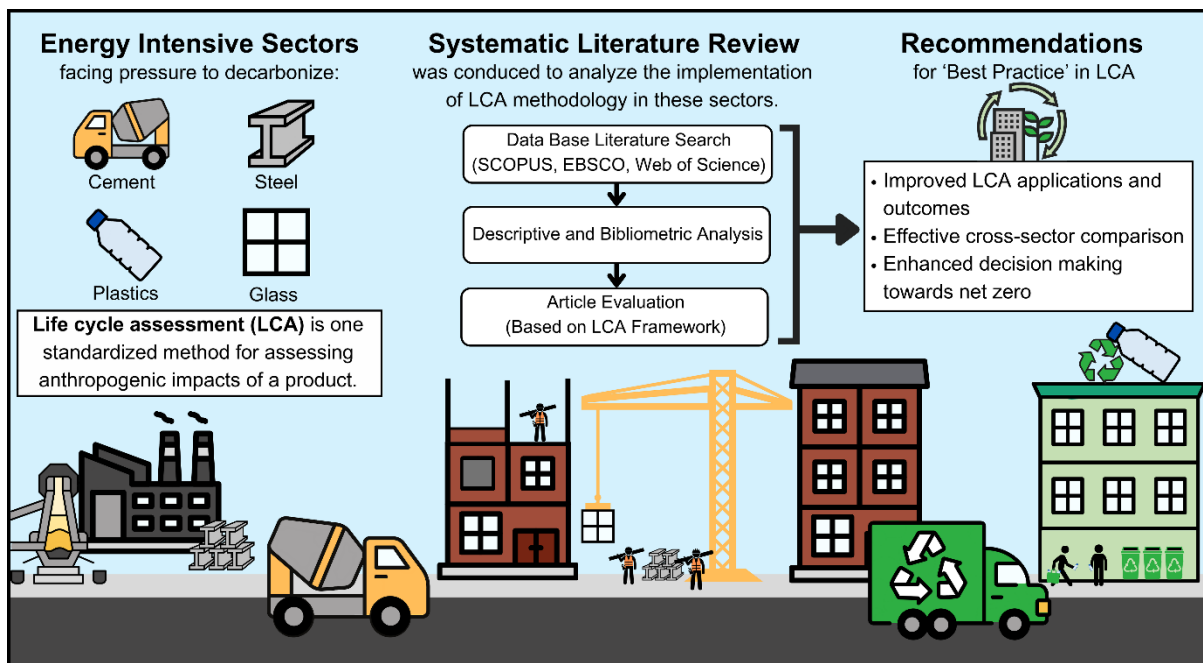 Energy Intensive Sectors
facing pressure to decarbonize:
Cement
Steel
Plastics
Glass
Life cycle assessment (LCA) is one
standardized method for assessing
anthropogenic impacts of a product.
Systematic Literature Review
was conduced to analyze the implementation
of LCA methodology in these sectors.
Data Base Literature Search
(SCOPUS, EBSCO, Web of Science)
Descriptive and Bibliometric Analysis
Article Evaluation
(Based on LCA Framework)
Recommendations
for ‘Best Practice’ in LCA
• Improved LCA applications and
outcomes
• Effective cross-sector comparison
• Enhanced decision making
towards net zero